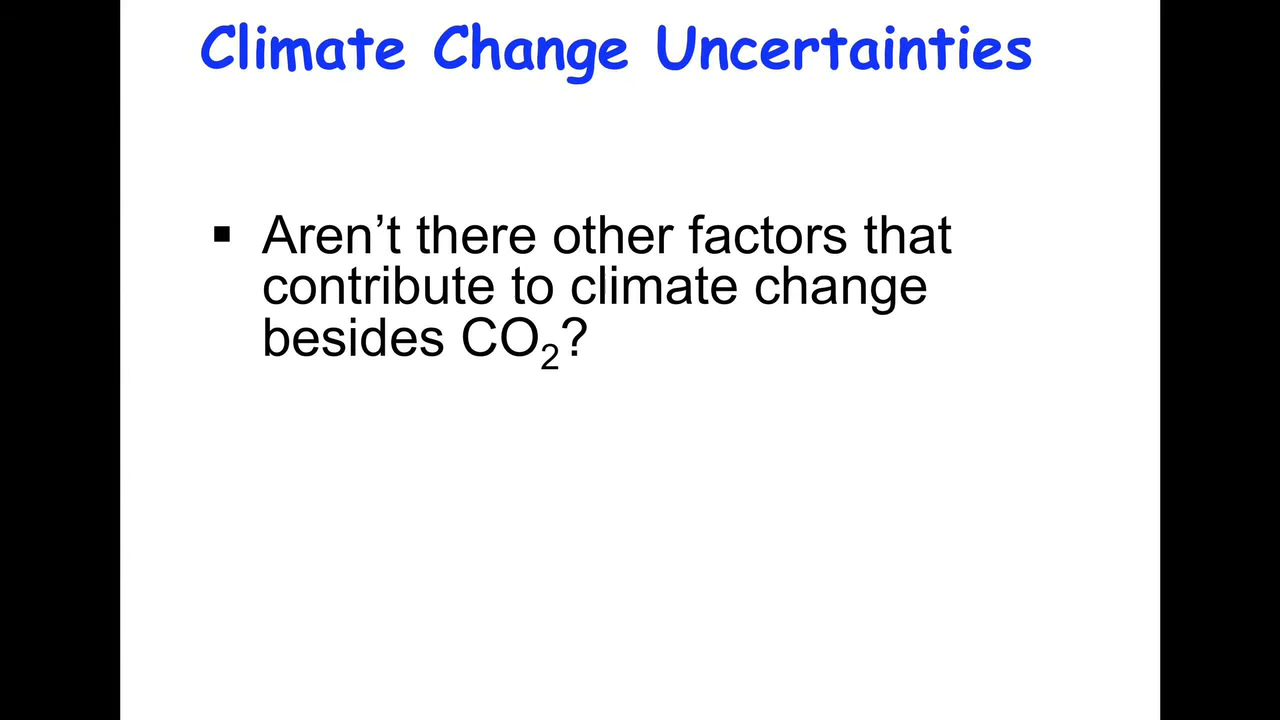 Climate Change Uncertainties
▪ Aren’t there other factors that
contribute to climate change
besides CO₂?